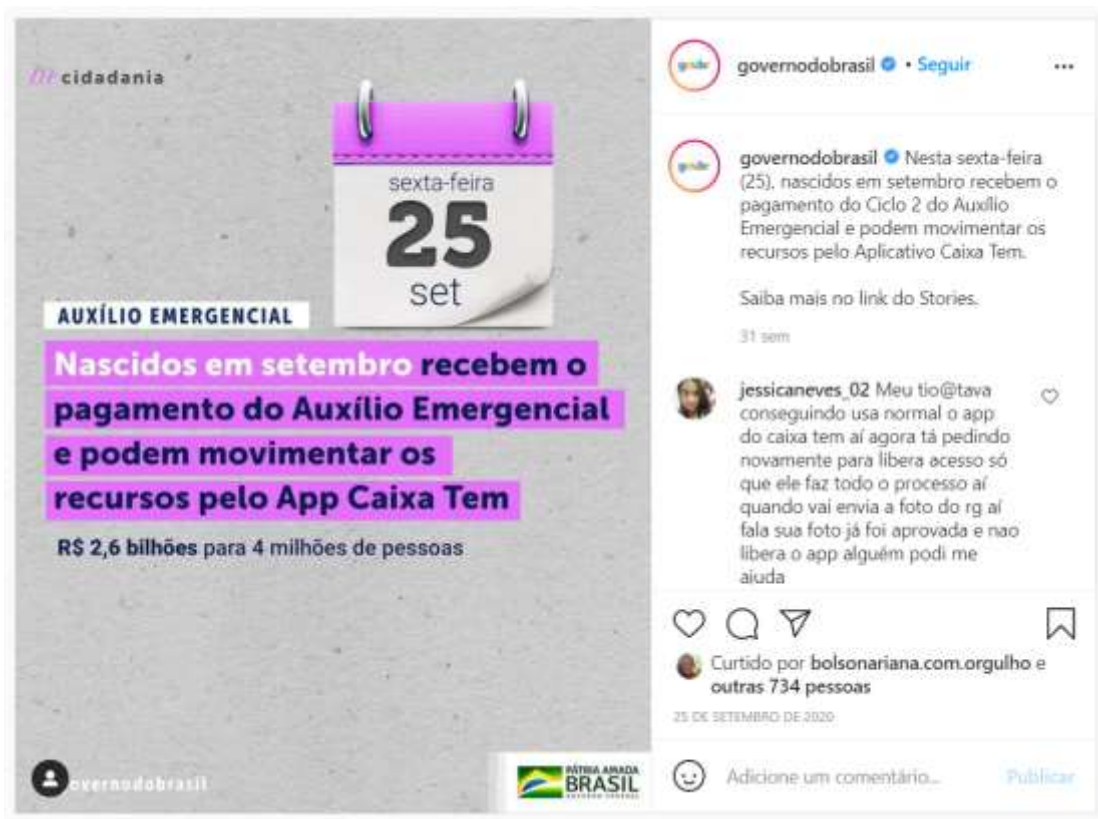 cidadania
sexta-feira
25
set
AUXÍLIO EMERGENCIAL
Nascidos em setembro recebem o
pagamento do Auxílio Emergencial
e podem movimentar os
recursos pelo App Caixa Tem
R$ 2,6 bilhões para 4 milhões de pessoas
overnodobrasil
PÁTRIA AMADA
BRASIL
GOVERNO FEDERAL
governodobrasil • Seguir
governodobrasil Nesta sexta-feira
(25), nascidos em setembro recebem o
pagamento do Ciclo 2 do Auxílio
Emergencial e podem movimentar os
recursos pelo Aplicativo Caixa Tem.
Saiba mais no link do Stories.
31 sem
jessicaneves_02 Meu tio@tava
conseguindo usa normal o app
do caixa tem aí agora tá pedindo
novamente para libera acesso só
que ele faz todo o processo aí
quando vai envia a foto do rg aí
fala sua foto já foi aprovada e nao
libera o app alguém podi me
ajuda
Curtido por bolsonariana.com.orgulho e
outras 734 pessoas
25 DE SETEMBRO DE 2020
Adicione um comentário...
Publicar